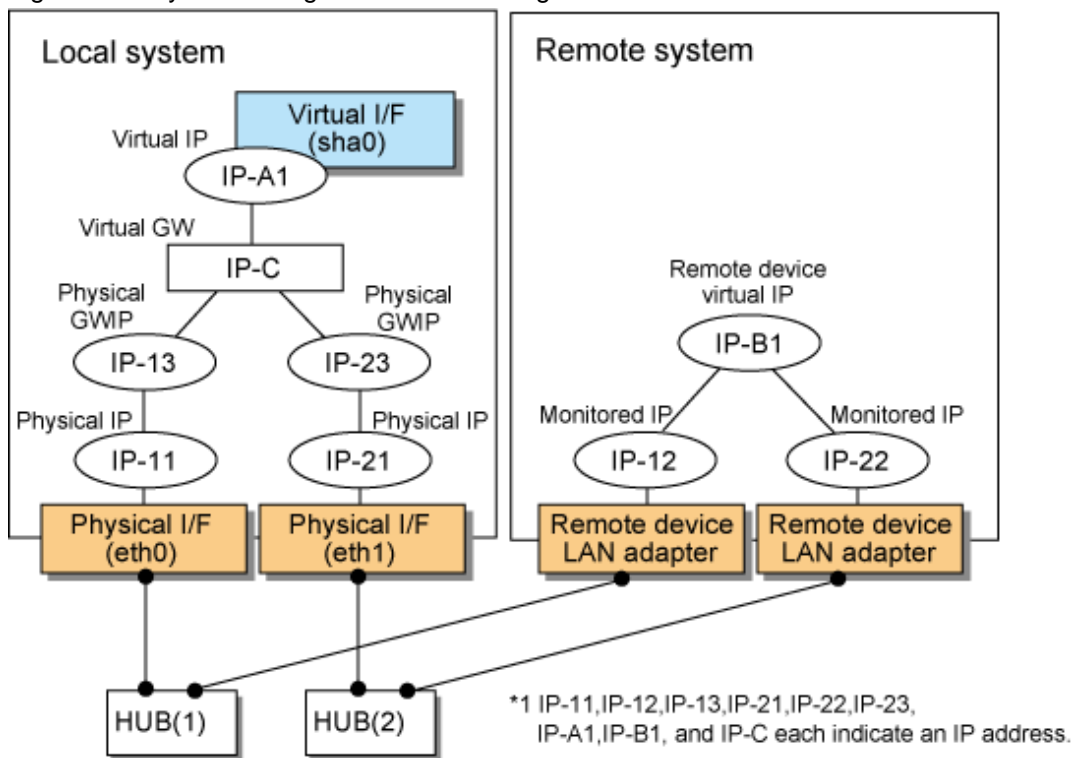 Local system
Virtual I/F
(sha0)
Virtual IP
IP-A1
Virtual GW
IP-C
Physical
GWIP
Physical
GWIP
IP-13
IP-23
Physical IP
Physical IP
IP-11
IP-21
Physical I/F
(eth0)
Physical I/F
(eth1)
Remote system
Remote device
virtual IP
IP-B1
Monitored IP
Monitored IP
IP-12
IP-22
Remote device
LAN adapter
Remote device
LAN adapter
HUB(1)
HUB(2)
*1 IP-11,IP-12,IP-13,IP-21,IP-22,IP-23,
IP-A1,IP-B1, and IP-C each indicate an IP address.